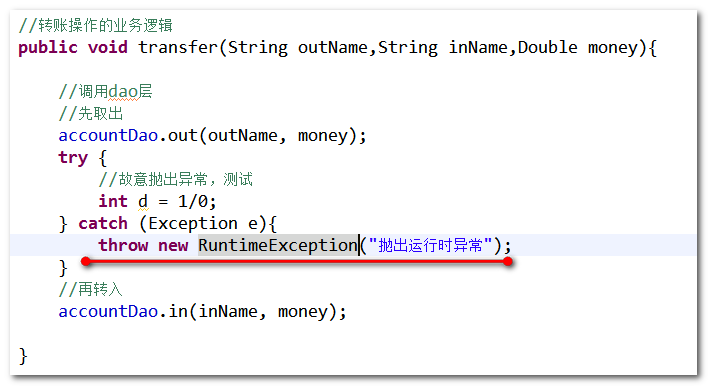 //转账操作的业务逻辑
public void transfer(String outName,String inName,Double money){
//调用dao层
//先取出
accountDao.out(outName, money);
try {
//故意抛出异常，测试
int d = 1/0;
} catch (Exception e){
throw new RuntimeException("抛出运行时异常");
}
//再转入
accountDao.in(inName, money);
}